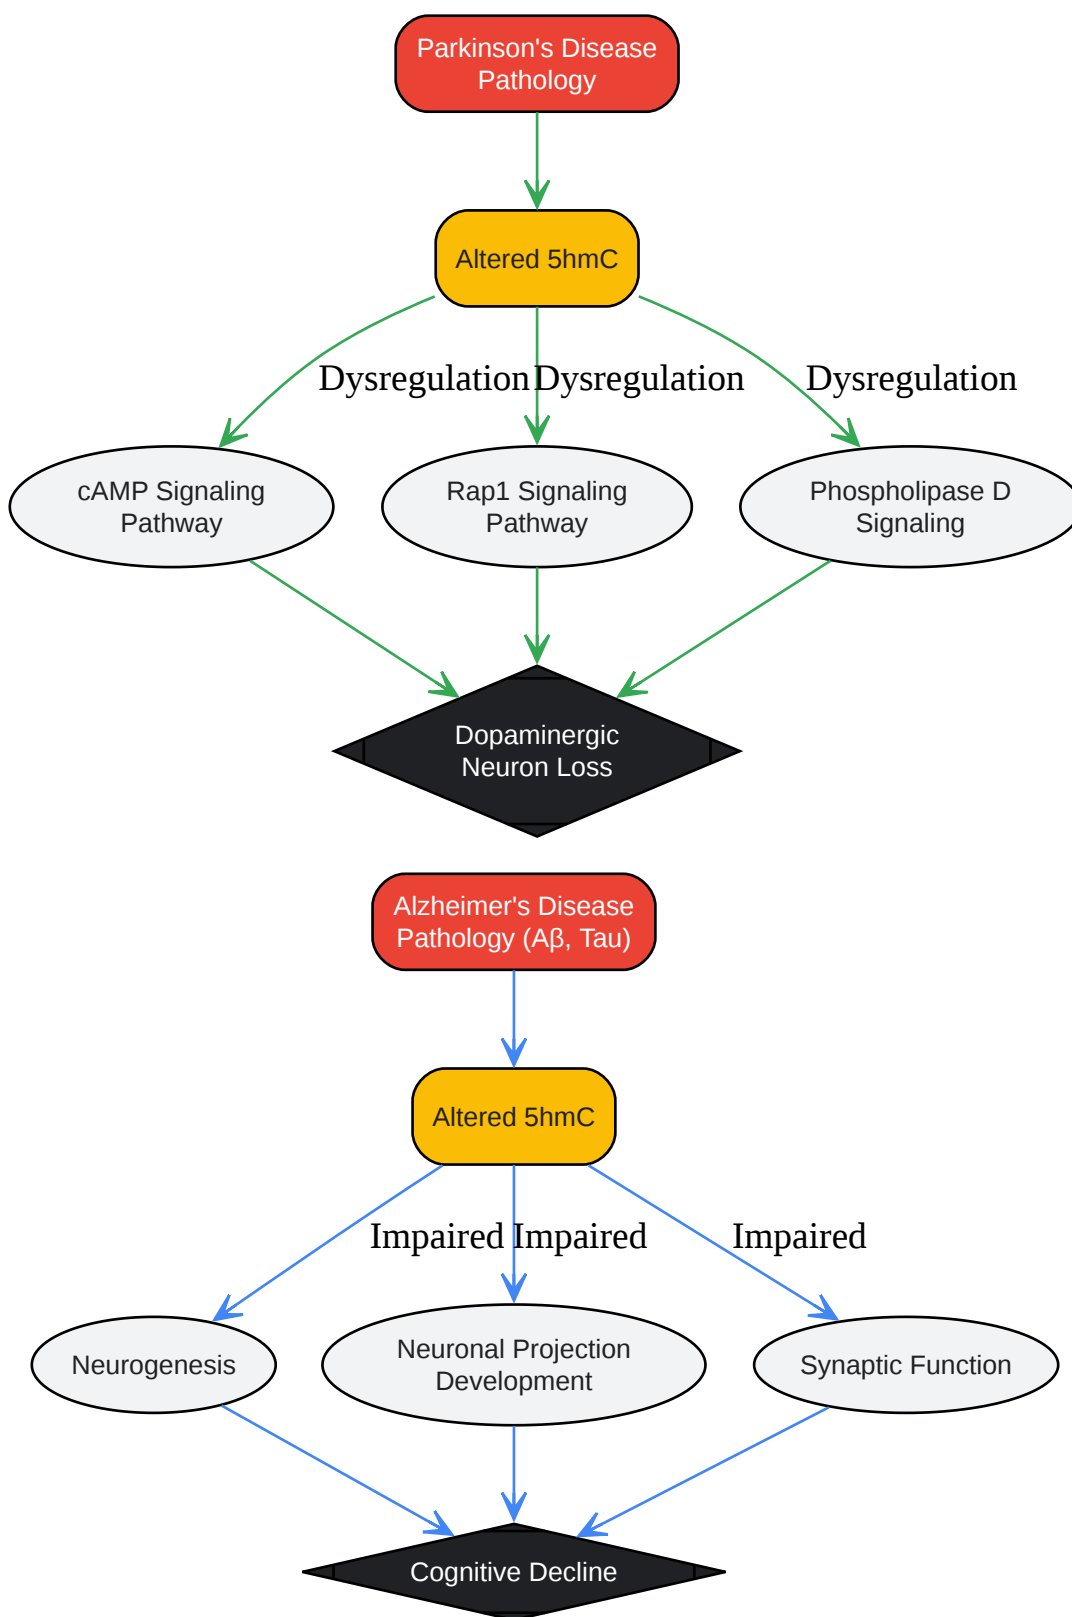 Parkinson's Disease
Pathology
Altered 5hmC
Dysregulation Dysregulation Dysregulation
cAMP Signaling
Pathway
Rap1 Signaling
Pathway
Phospholipase D
Signaling
Dopaminergic
Neuron Loss
Alzheimer's Disease
Pathology (Aβ, Tau)
Altered 5hmC
Impaired Impaired Impaired
Neurogenesis
Neuronal Projection
Development
Synaptic Function
Cognitive Decline